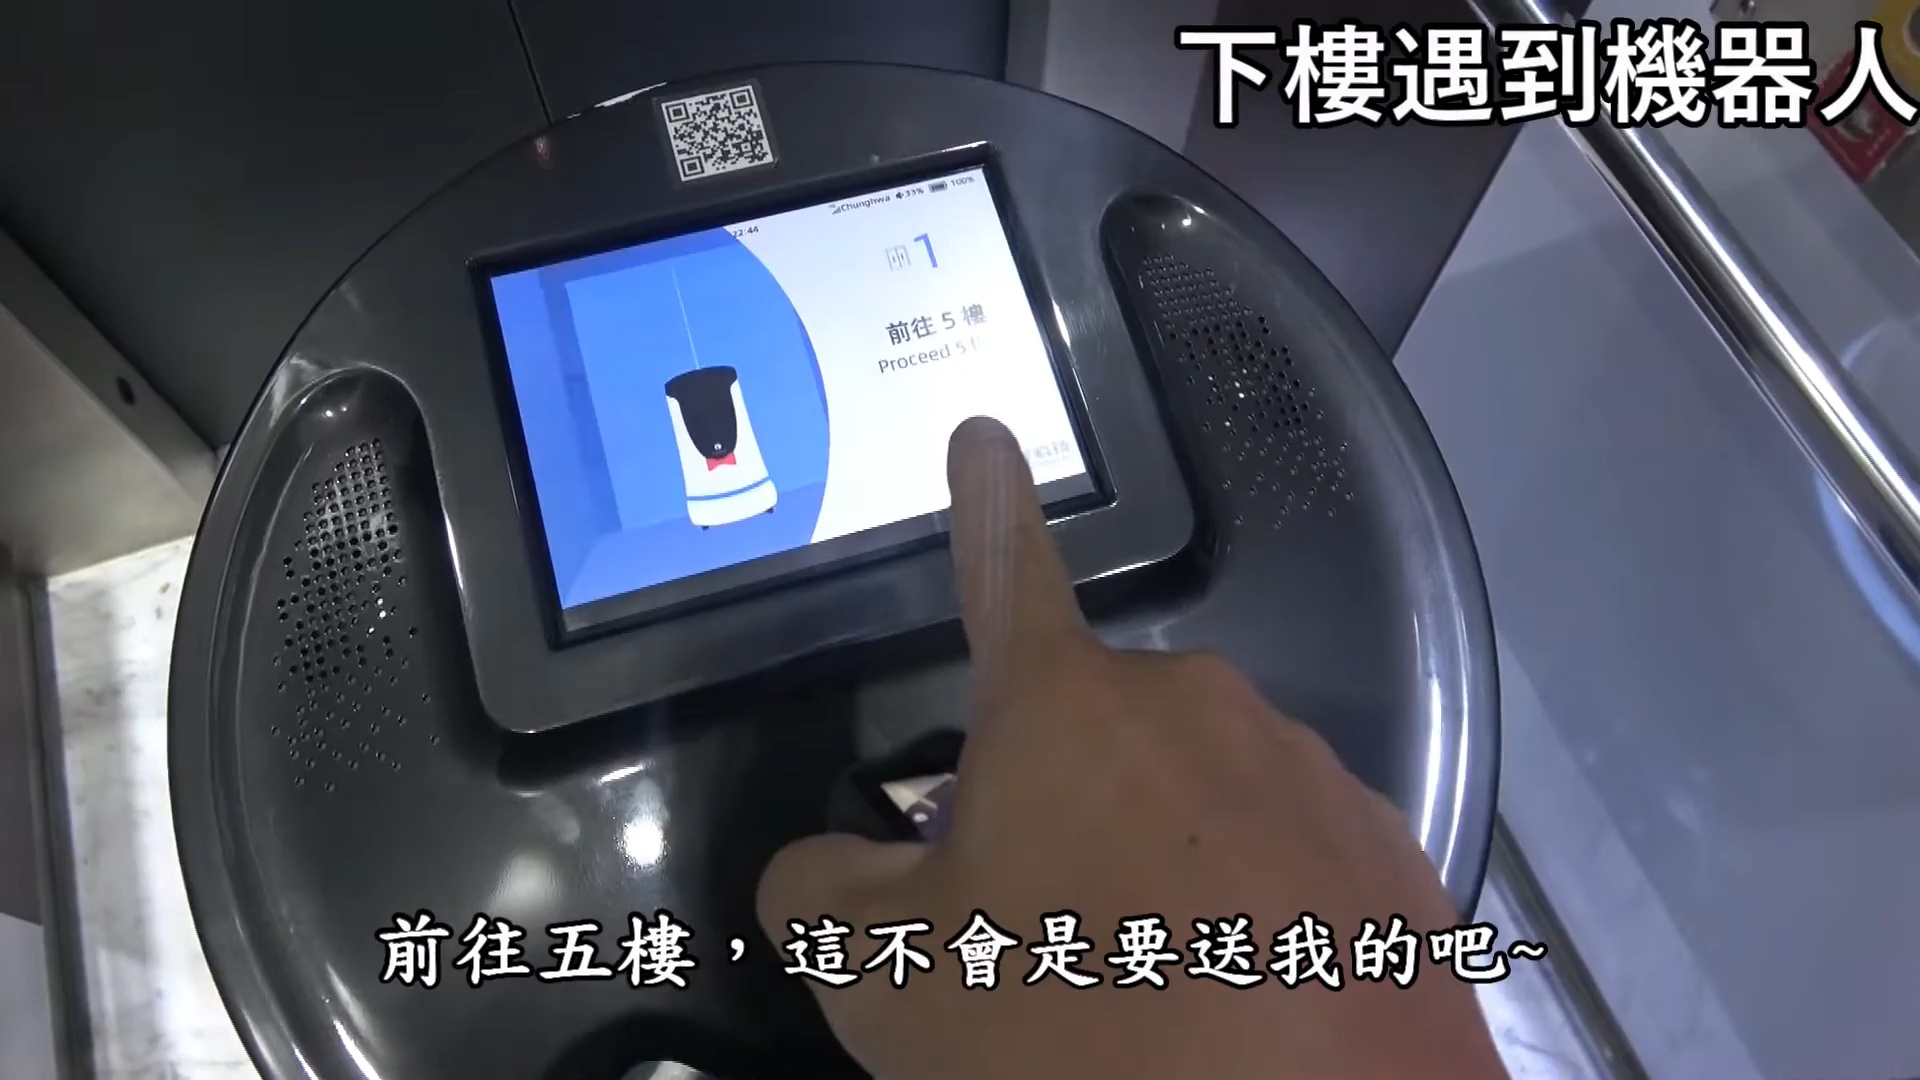 下樓遇到機器人
22:44
Chunghwa 33% 100%
1
前往 5 樓
Proceed 5
前往五樓，這不會是要送我的吧~